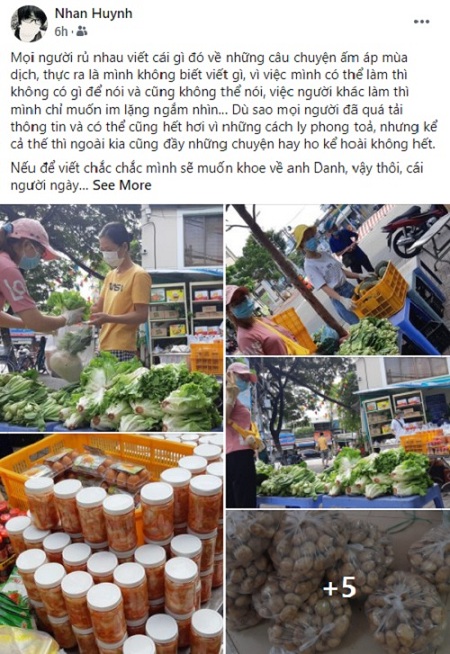 Nhan Huynh
6h ·
Mọi người rủ nhau viết cái gì đó về những câu chuyện ấm áp mùa
dịch, thực ra là mình không biết viết gì, vì việc mình có thể làm thì
không có gì để nói và cũng không thể nói, việc người khác làm thì
mình chỉ muốn im lặng ngắm nhìn... Dù sao mọi người đã quá tải
thông tin và có thể cũng hết hơi vì những cách ly phong toả, nhưng kể
cả thế thì ngoài kia cũng đầy những chuyện hay ho kể hoài không hết.
Nếu để viết chắc chắc mình sẽ muốn khoe về anh Danh, vậy thôi, cái
người ngày... See More
+5